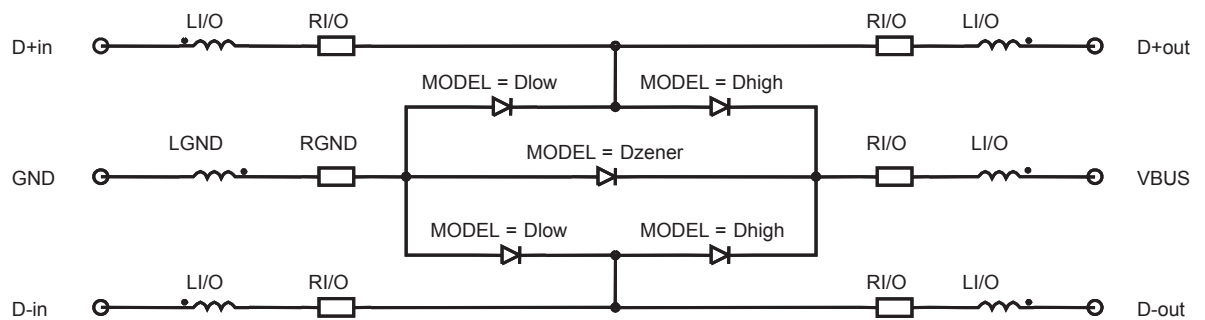 LI/O RI/O RI/O LI/O
D+in D+out
MODEL = Dlow MODEL = Dhigh
LGND RGND MODEL = Dzener RI/O LI/O
GND VBUS
MODEL = Dlow MODEL = Dhigh
LI/O RI/O RI/O LI/O
D-in D-out